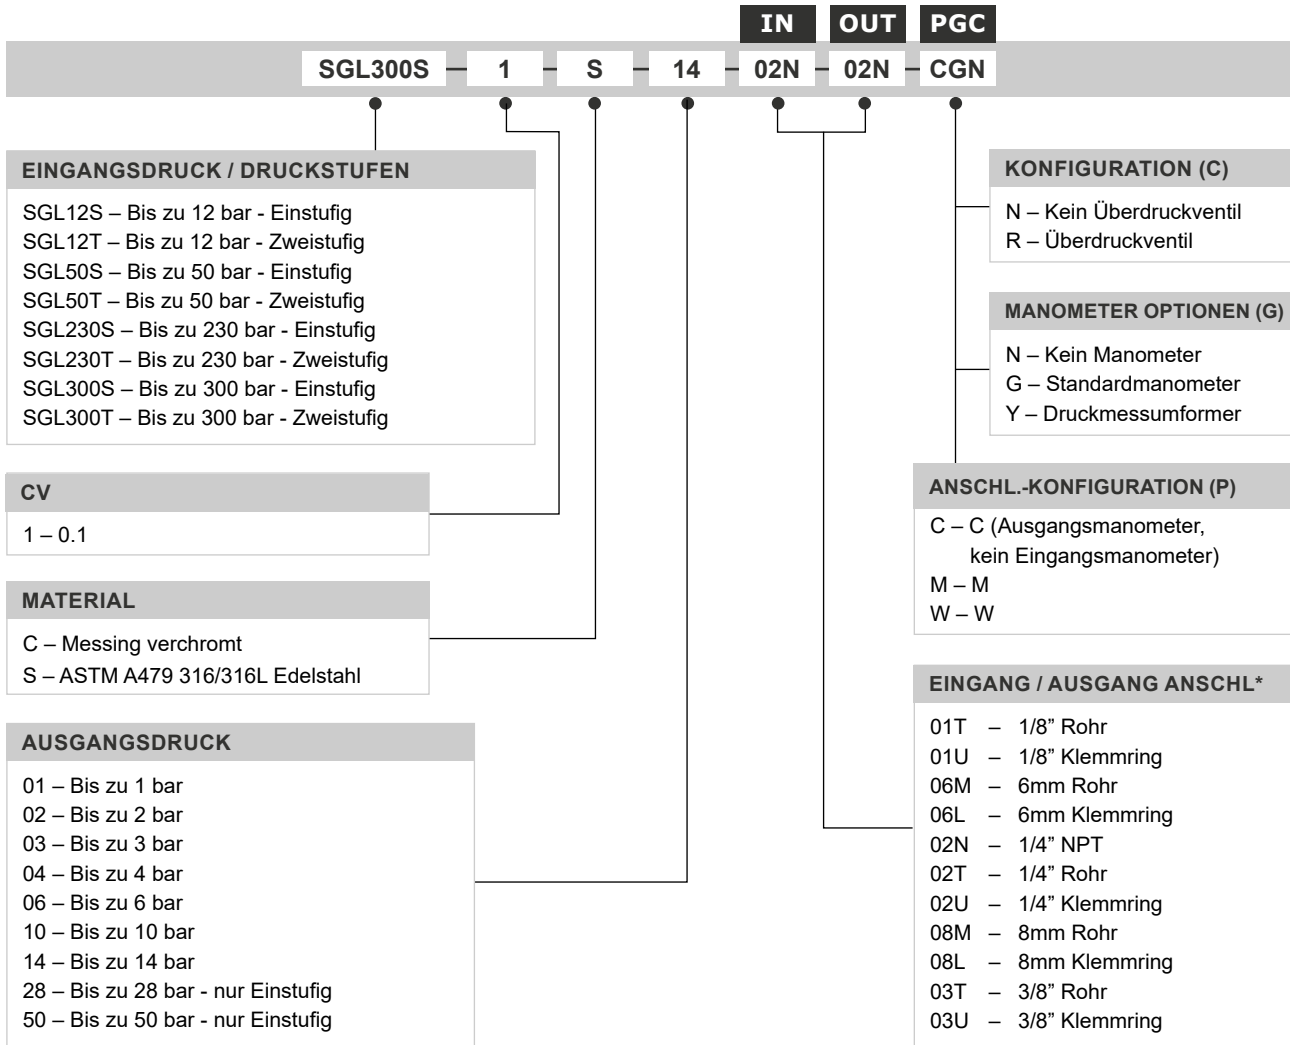 IN OUT PGC
SGL300S – 1 – S – 14 – 02N – 02N – CGN
EINGANGSDRUCK / DRUCKSTUFEN
SGL12S – Bis zu 12 bar - Einstufig
SGL12T – Bis zu 12 bar - Zweistufig
SGL50S – Bis zu 50 bar - Einstufig
SGL50T – Bis zu 50 bar - Zweistufig
SGL230S – Bis zu 230 bar - Einstufig
SGL230T – Bis zu 230 bar - Zweistufig
SGL300S – Bis zu 300 bar - Einstufig
SGL300T – Bis zu 300 bar - Zweistufig
CV
1 – 0.1
MATERIAL
C – Messing verchromt
S – ASTM A479 316/316L Edelstahl
AUSGANGSDRUCK
01 – Bis zu 1 bar
02 – Bis zu 2 bar
03 – Bis zu 3 bar
04 – Bis zu 4 bar
06 – Bis zu 6 bar
10 – Bis zu 10 bar
14 – Bis zu 14 bar
28 – Bis zu 28 bar - nur Einstufig
50 – Bis zu 50 bar - nur Einstufig
KONFIGURATION (C)
N – Kein Überdruckventil
R – Überdruckventil
MANOMETER OPTIONEN (G)
N – Kein Manometer
G – Standardmanometer
Y – Druckmessumformer
ANSCHL.-KONFIGURATION (P)
C – C (Ausgangsmanometer,
kein Eingangsmanometer)
M – M
W – W
EINGANG / AUSGANG ANSCHL*
01T – 1/8” Rohr
01U – 1/8” Klemmring
06M – 6mm Rohr
06L – 6mm Klemmring
02N – 1/4” NPT
02T – 1/4” Rohr
02U – 1/4” Klemmring
08M – 8mm Rohr
08L – 8mm Klemmring
03T – 3/8” Rohr
03U – 3/8” Klemmring